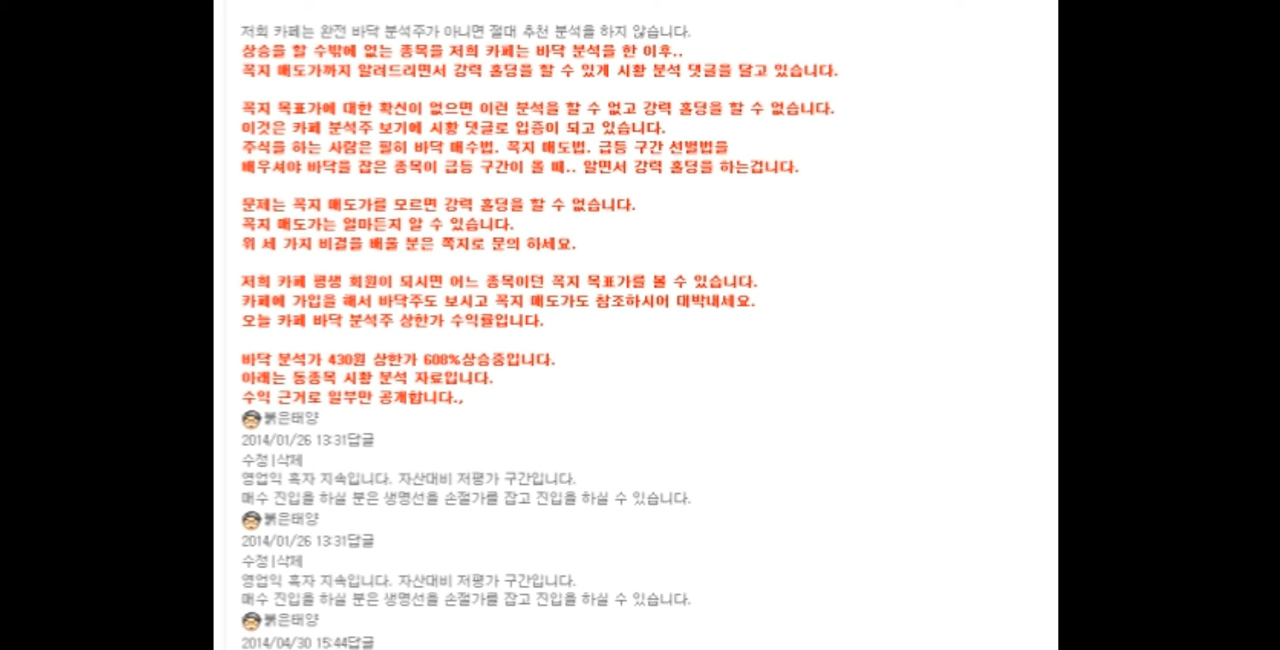 저희 카페는 완전 바닥 분석주가 아니면 절대 추천 분석을 하지 않습니다.
상승을 할 수밖에 없는 종목을 저희 카페는 바닥 분석을 한 이후..
꼭지 매도가까지 알려드리면서 강력 홀딩을 할 수 있게 시황 분석 댓글을 달고 있습니다.
꼭지 목표가에 대한 확신이 없으면 이런 분석을 할 수 없고 강력 홀딩을 할 수 없습니다.
이것은 카페 분석주 보기에 시황 댓글로 입증이 되고 있습니다.
주식을 하는 사람은 필히 바닥 매수법. 꼭지 매도법. 급등 구간 선별법을
배우셔야 바닥을 잡은 종목이 급등 구간이 올 때.. 알면서 강력 홀딩을 하는겁니다.
문제는 꼭지 매도가를 모르면 강력 홀딩을 할 수 없습니다.
꼭지 매도가는 얼마든지 알 수 있습니다.
위 세 가지 비결을 배울 분은 쪽지로 문의 하세요.
저희 카페 평생 회원이 되시면 어느 종목이던 꼭지 목표가를 볼 수 있습니다.
카페에 가입을 해서 바닥주도 보시고 꼭지 매도가도 참조하시어 대박내세요.
오늘 카페 바닥 분석주 상한가 수익률입니다.
바닥 분석가 430원 상한가 608%상승중입니다.
아래는 동종목 시황 분석 자료입니다.
수익 근거로 일부만 공개합니다.,
붉은태양
2014/01/26 13:31답글
수정|삭제
영업익 흑자 지속입니다. 자산대비 저평가 구간입니다.
매수 진입을 하실 분은 생명선을 손절가를 잡고 진입을 하실 수 있습니다.
붉은태양
2014/01/26 13:31답글
수정|삭제
영업익 흑자 지속입니다. 자산대비 저평가 구간입니다.
매수 진입을 하실 분은 생명선을 손절가를 잡고 진입을 하실 수 있습니다.
붉은태양
2014/04/30 15:44답글